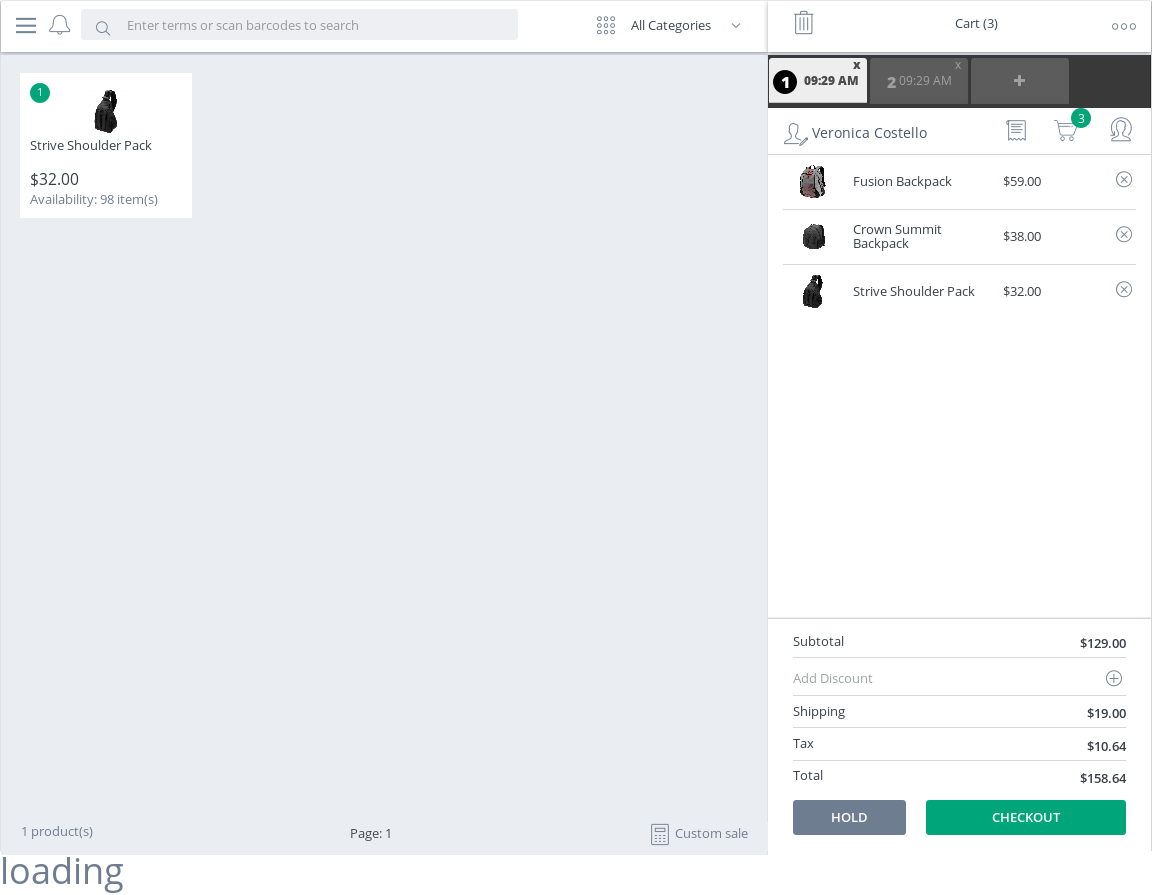 Enter terms or scan barcodes to search
All Categories
Cart (3)
1
Strive Shoulder Pack
$32.00
Availability: 98 item(s)
1 product(s)
Page: 1
Custom sale
loading
1 09:29 AM x
2 09:29 AM x
+
Veronica Costello
3
Fusion Backpack $59.00
Crown Summit
Backpack $38.00
Strive Shoulder Pack $32.00
Subtotal $129.00
Add Discount
Shipping $19.00
Tax $10.64
Total $158.64
HOLD CHECKOUT